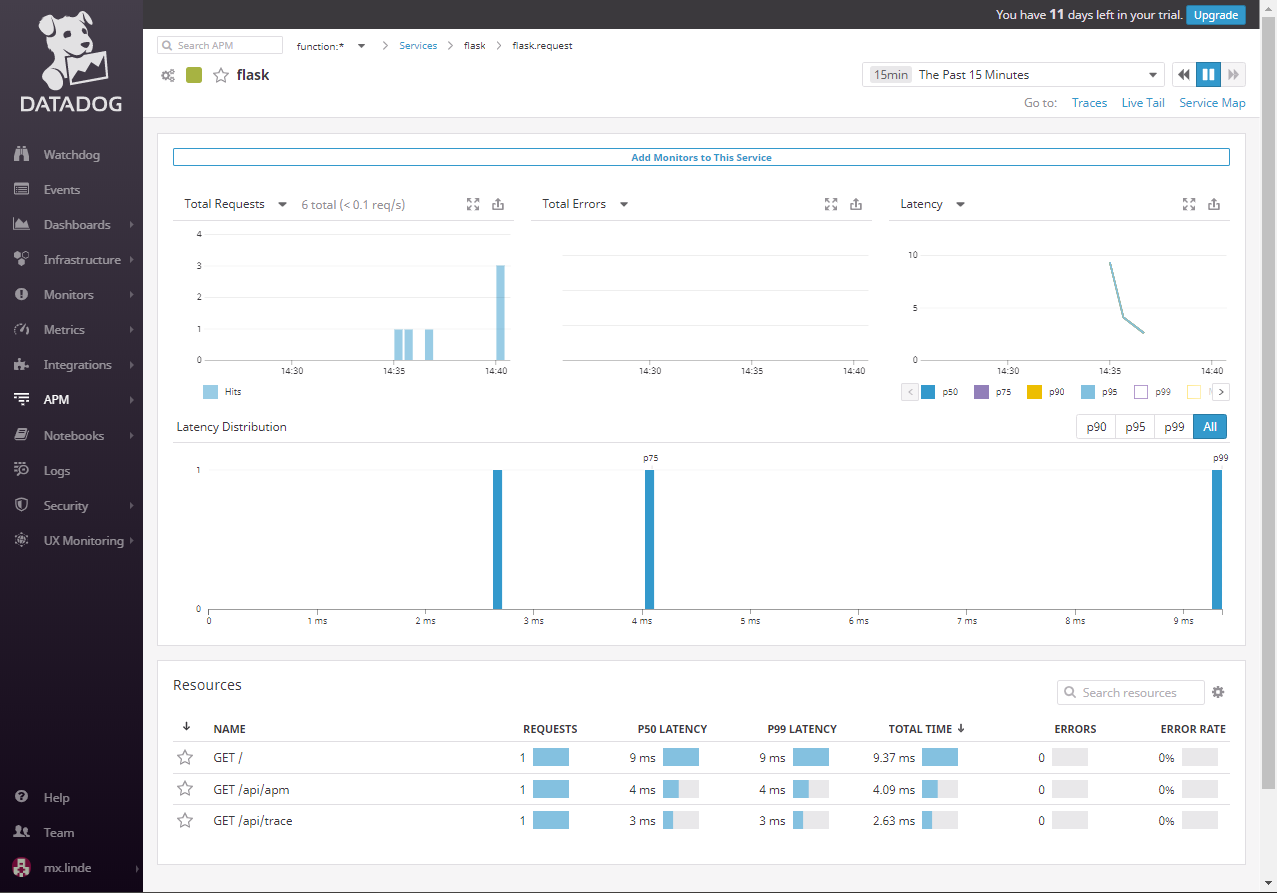 You have 11 days left in your trial. Upgrade
DATADOG
Watchdog
Events
Dashboards
Infrastructure
Monitors
Metrics
Integrations
APM
Notebooks
Logs
Security
UX Monitoring
Help
Team
mx.linde
Search APM function:* Services flask flask.request
flask
15min The Past 15 Minutes
Go to: Traces Live Tail Service Map
Add Monitors to This Service
Total Requests 6 total (< 0.1 req/s)
4
3
2
1
0
14:30 14:35 14:40
Hits
Total Errors
14:30 14:35 14:40
Latency
10
5
0
14:30 14:35 14:40
p50 p75 p90 p95 p99
Latency Distribution p90 p95 p99 All
p75 p99
1
0
0 1 ms 2 ms 3 ms 4 ms 5 ms 6 ms 7 ms 8 ms 9 ms
Resources Search resources
NAME REQUESTS P50 LATENCY P99 LATENCY TOTAL TIME ERRORS ERROR RATE
GET / 1 9 ms 9 ms 9.37 ms 0 0%
GET /api/apm 1 4 ms 4 ms 4.09 ms 0 0%
GET /api/trace 1 3 ms 3 ms 2.63 ms 0 0%